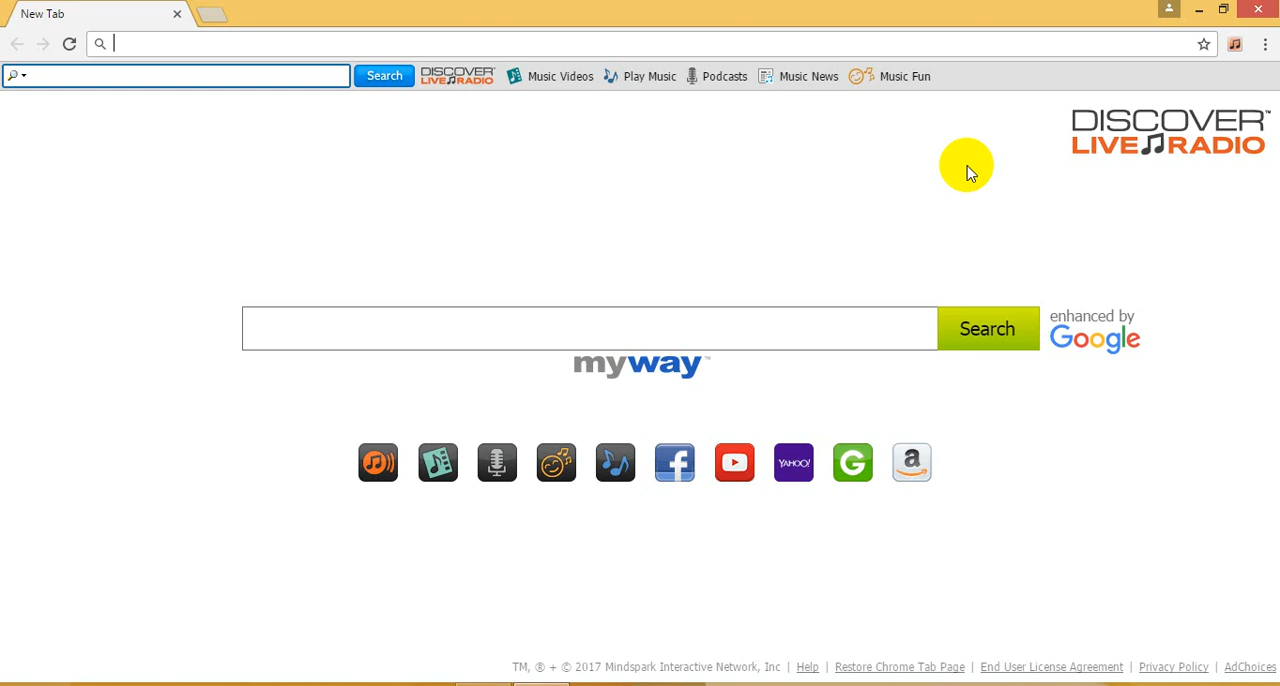 New Tab
Search DISCOVER LIVE RADIO Music Videos Play Music Podcasts Music News Music Fun
DISCOVER™
LIVE RADIO
Search
enhanced by
Google
myway™
f YAHOO! G a
TM, ® + © 2017 Mindspark Interactive Network, Inc | Help | Restore Chrome Tab Page | End User License Agreement | Privacy Policy | AdChoices